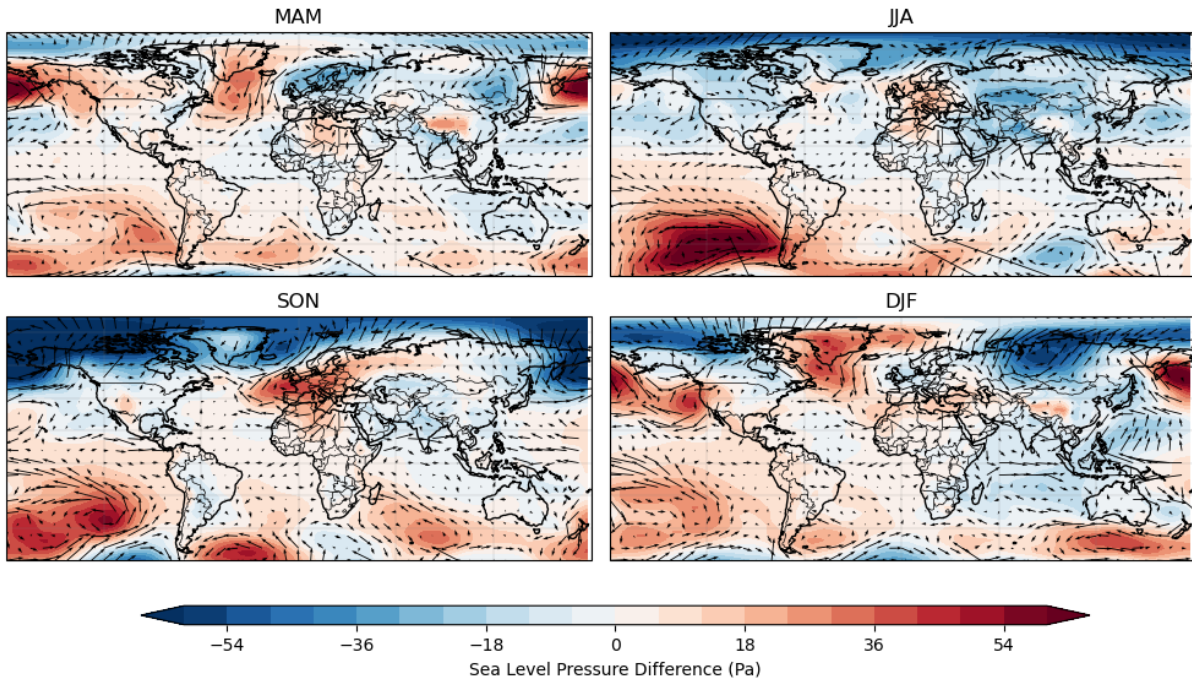 MAM
JJA
SON
DJF
−54 −36 −18 0 18 36 54
Sea Level Pressure Difference (Pa)